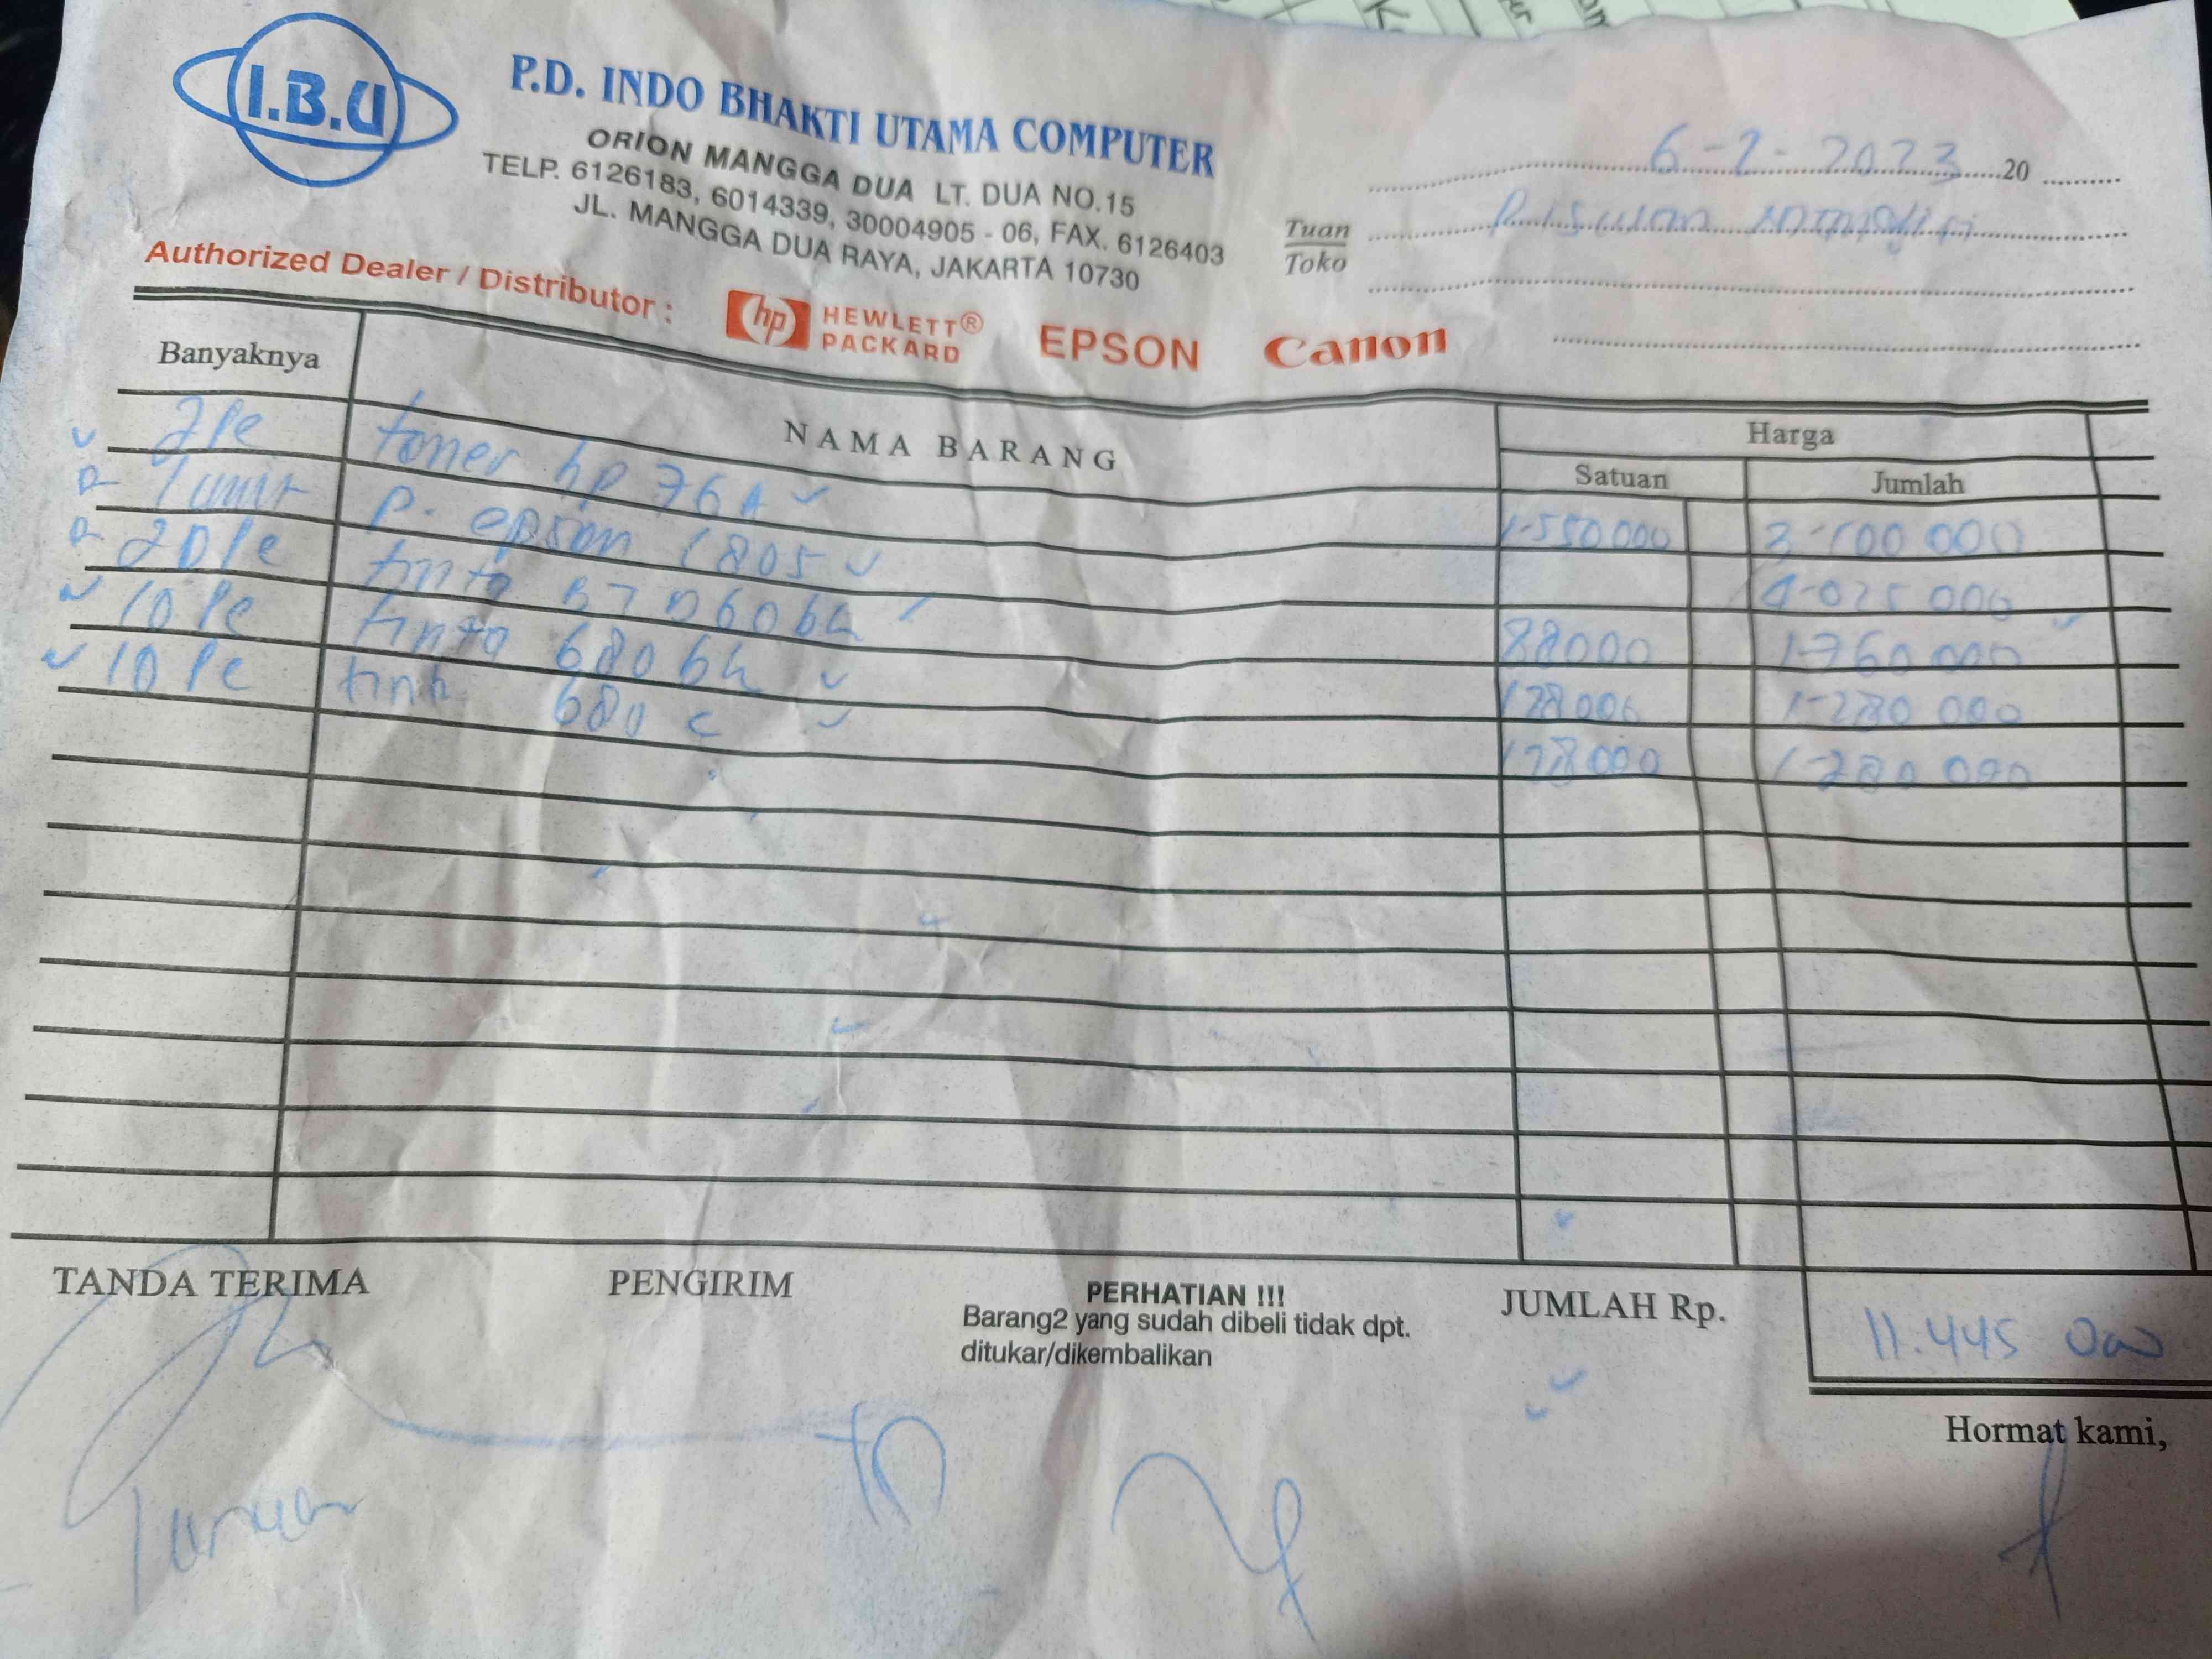 I.B.U
P.D. INDO BHAKTI UTAMA COMPUTER
ORION MANGGA DUA LT. DUA NO.15
TELP. 6126183, 6014339, 30004905 - 06, FAX. 6126403
JL. MANGGA DUA RAYA, JAKARTA 10730
6-2-2023 20
Tuan
Toko
Authorized Dealer / Distributor :
hp HEWLETT®
PACKARD
EPSON Canon
Banyaknya NAMA BARANG Harga
Satuan Jumlah
2 Pc toner hp 76A 1-550.000 3-100 000
1 unit P. epson L805 4-025 000
20 Pc tinta BTD60bk 88000 1-760 000
10 Pc tinta 680 bk 128000 1-280 000
10 Pc tinta 680 c 128000 1-280 000
TANDA TERIMA PENGIRIM
PERHATIAN !!!
Barang2 yang sudah dibeli tidak dpt.
ditukar/dikembalikan
JUMLAH Rp. 11.445 000
Hormat kami,